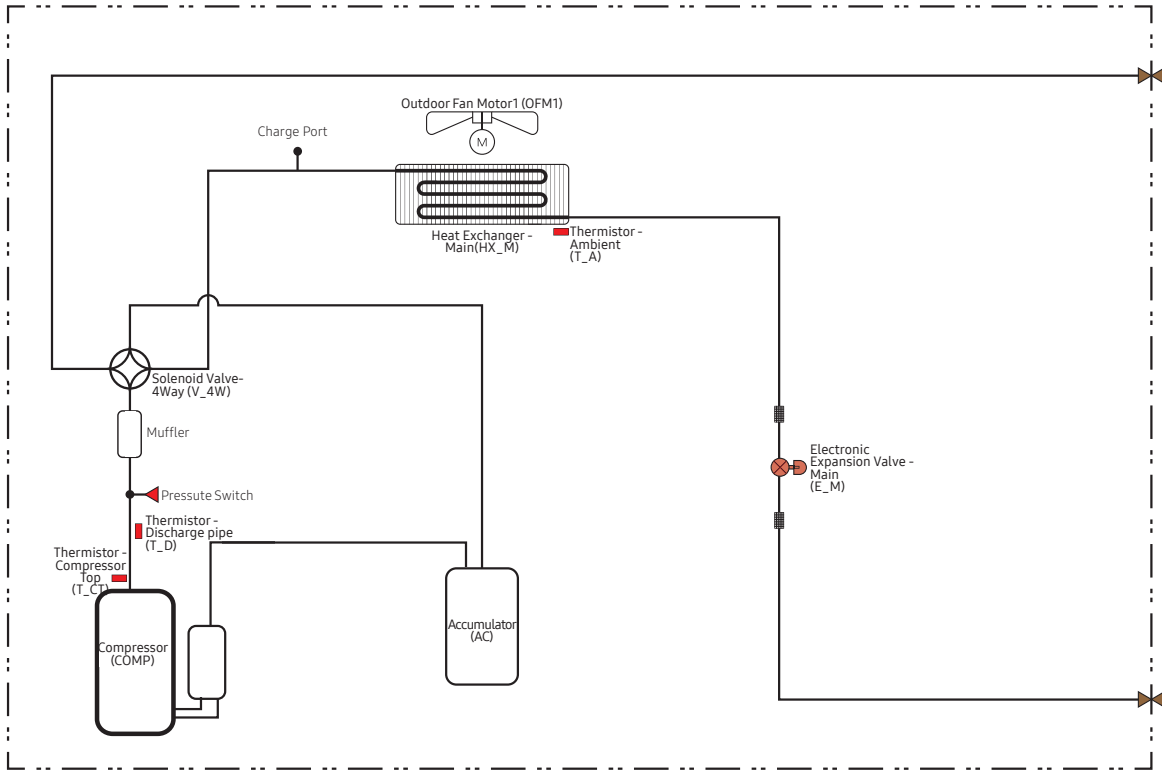 Outdoor Fan Motor1 (OFM1)
M
Charge Port
Heat Exchanger -
Main(HX_M)
Thermistor -
Ambient
(T_A)
Solenoid Valve-
4Way (V_4W)
Muffler
Pressute Switch
Thermistor -
Discharge pipe
(T_D)
Thermistor -
Compressor
Top
(T_CT)
Compressor
(COMP)
Accumulator
(AC)
Electronic
Expansion Valve -
Main
(E_M)